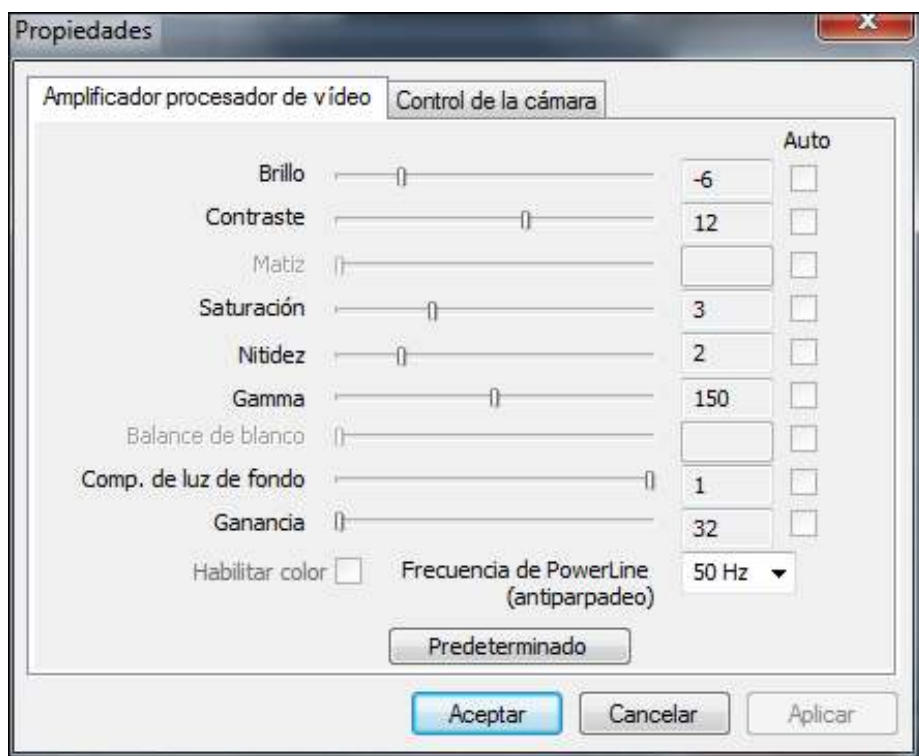 Propiedades
Amplificador procesador de vídeo
Control de la cámara
Auto
Brillo -6
Contraste 12
Matiz
Saturación 3
Nitidez 2
Gamma 150
Balance de blanco
Comp. de luz de fondo 1
Ganancia 32
Habilitar color Frecuencia de PowerLine 50 Hz
(antiparpadeo)
Predeterminado
Aceptar Cancelar Aplicar